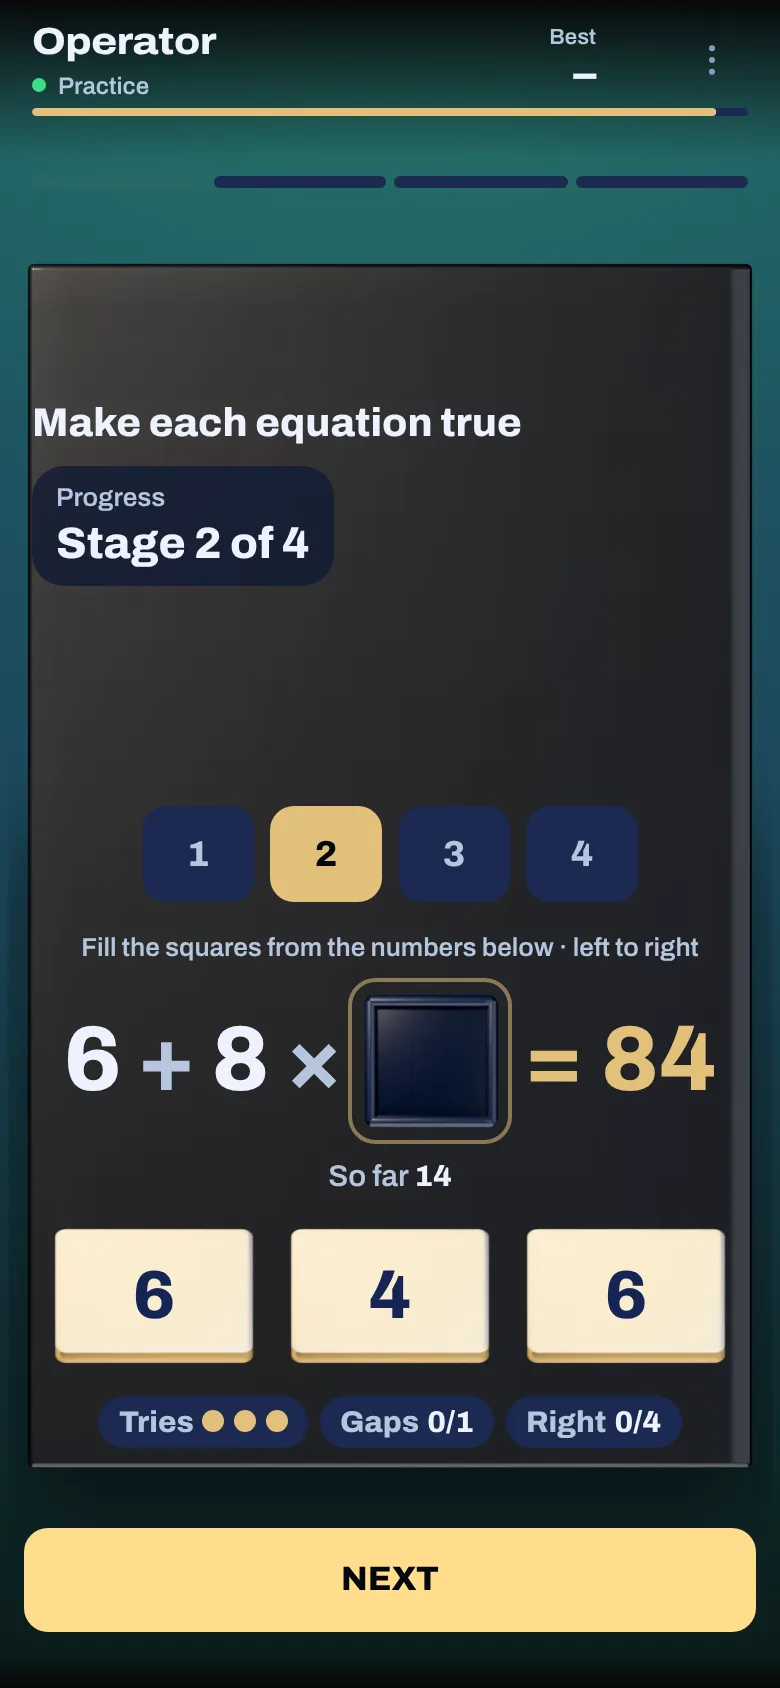 Operator
Practice
Best
–
Make each equation true
Progress
Stage 2 of 4
1 2 3 4
Fill the squares from the numbers below · left to right
6 + 8 × = 84
So far 14
6 4 6
Tries Gaps 0/1 Right 0/4
NEXT